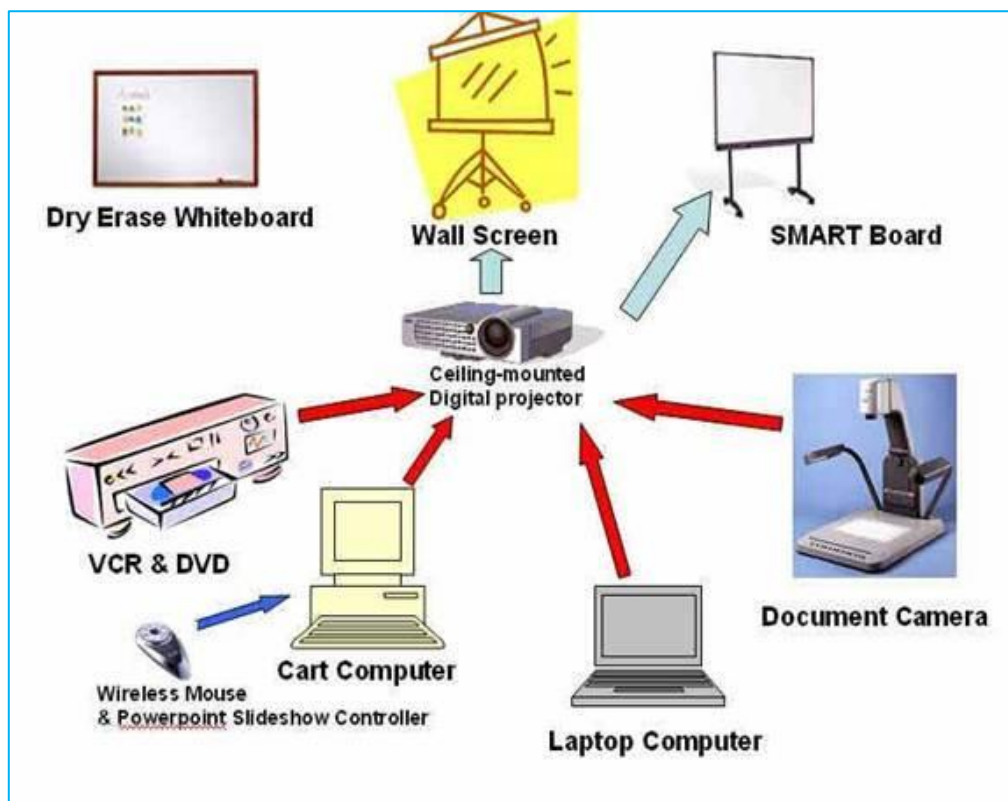 Dry Erase Whiteboard
Wall Screen
SMART Board
Ceiling-mounted
Digital projector
VCR & DVD
Document Camera
Cart Computer
Wireless Mouse
& Powerpoint Slideshow Controller
Laptop Computer